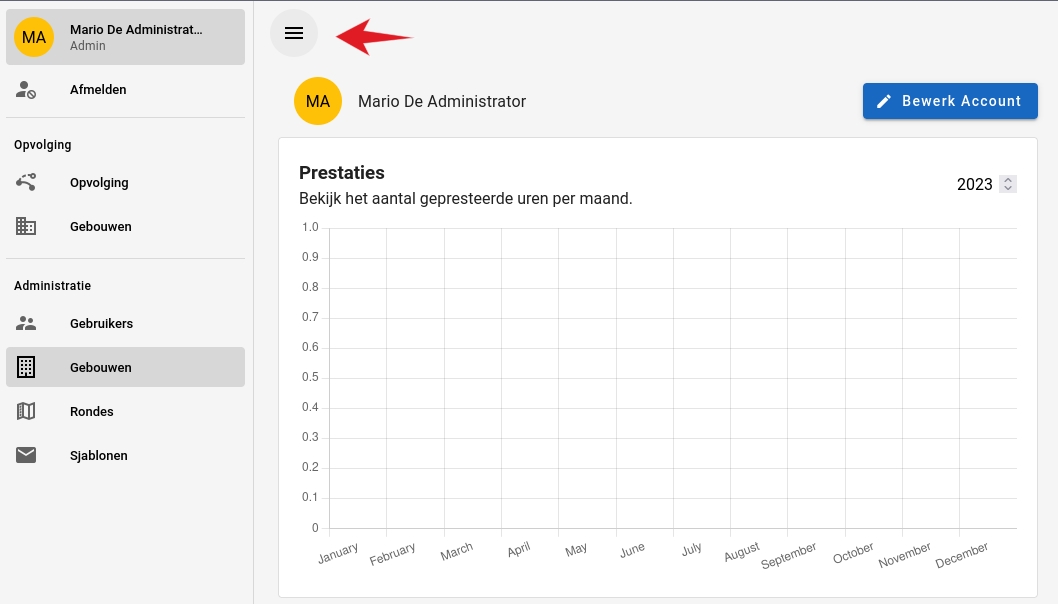 MA
Mario De Administrat...
Admin
Afmelden
Opvolging
Opvolging
Gebouwen
Administratie
Gebruikers
Gebouwen
Rondes
Sjablonen
MA
Mario De Administrator
Bewerk Account
Prestaties
Bekijk het aantal gepresteerde uren per maand.
2023
1.0
0.9
0.8
0.7
0.6
0.5
0.4
0.3
0.2
0.1
0
January
February
March
April
May
June
July
August
September
October
November
December